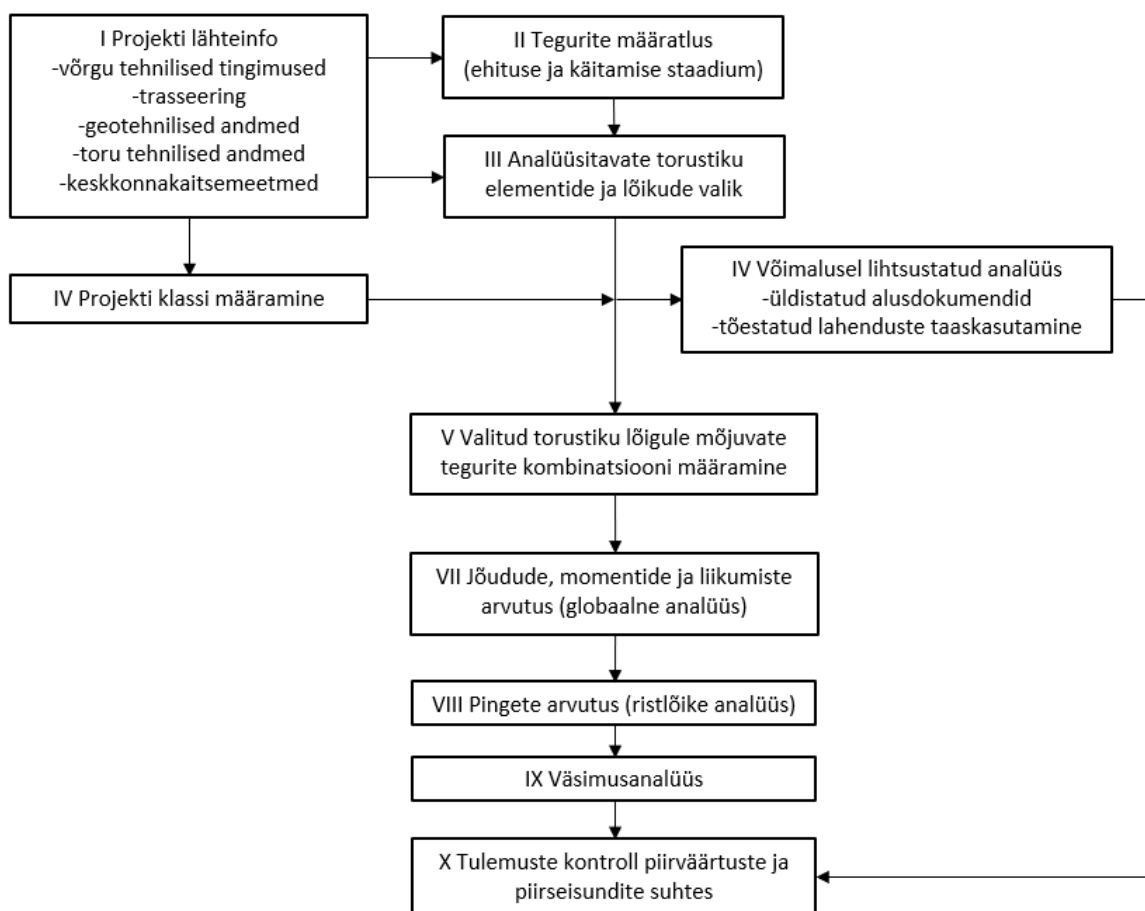 I Projekti lähteinfo
-võrgu tehnilised tingimused
-trasseering
-geotehnilised andmed
-toru tehnilised andmed
-keskkonnakaitsemeetmed
II Tegurite määratlus
(ehituse ja käitamise staadium)
III Analüüsitavate torustiku
elementide ja lõikude valik
IV Projekti klassi määramine
IV Võimalusel lihtsustatud analüüs
-üldistatud alusdokumendid
-tõestatud lahenduste taaskasutamine
V Valitud torustiku lõigule mõjuvate
tegurite kombinatsiooni määramine
VII Jõudude, momentide ja liikumiste
arvutus (globaalne analüüs)
VIII Pingete arvutus (ristlõike analüüs)
IX Väsimusanalüüs
X Tulemuste kontroll piirväärtuste ja
piirseisundite suhtes